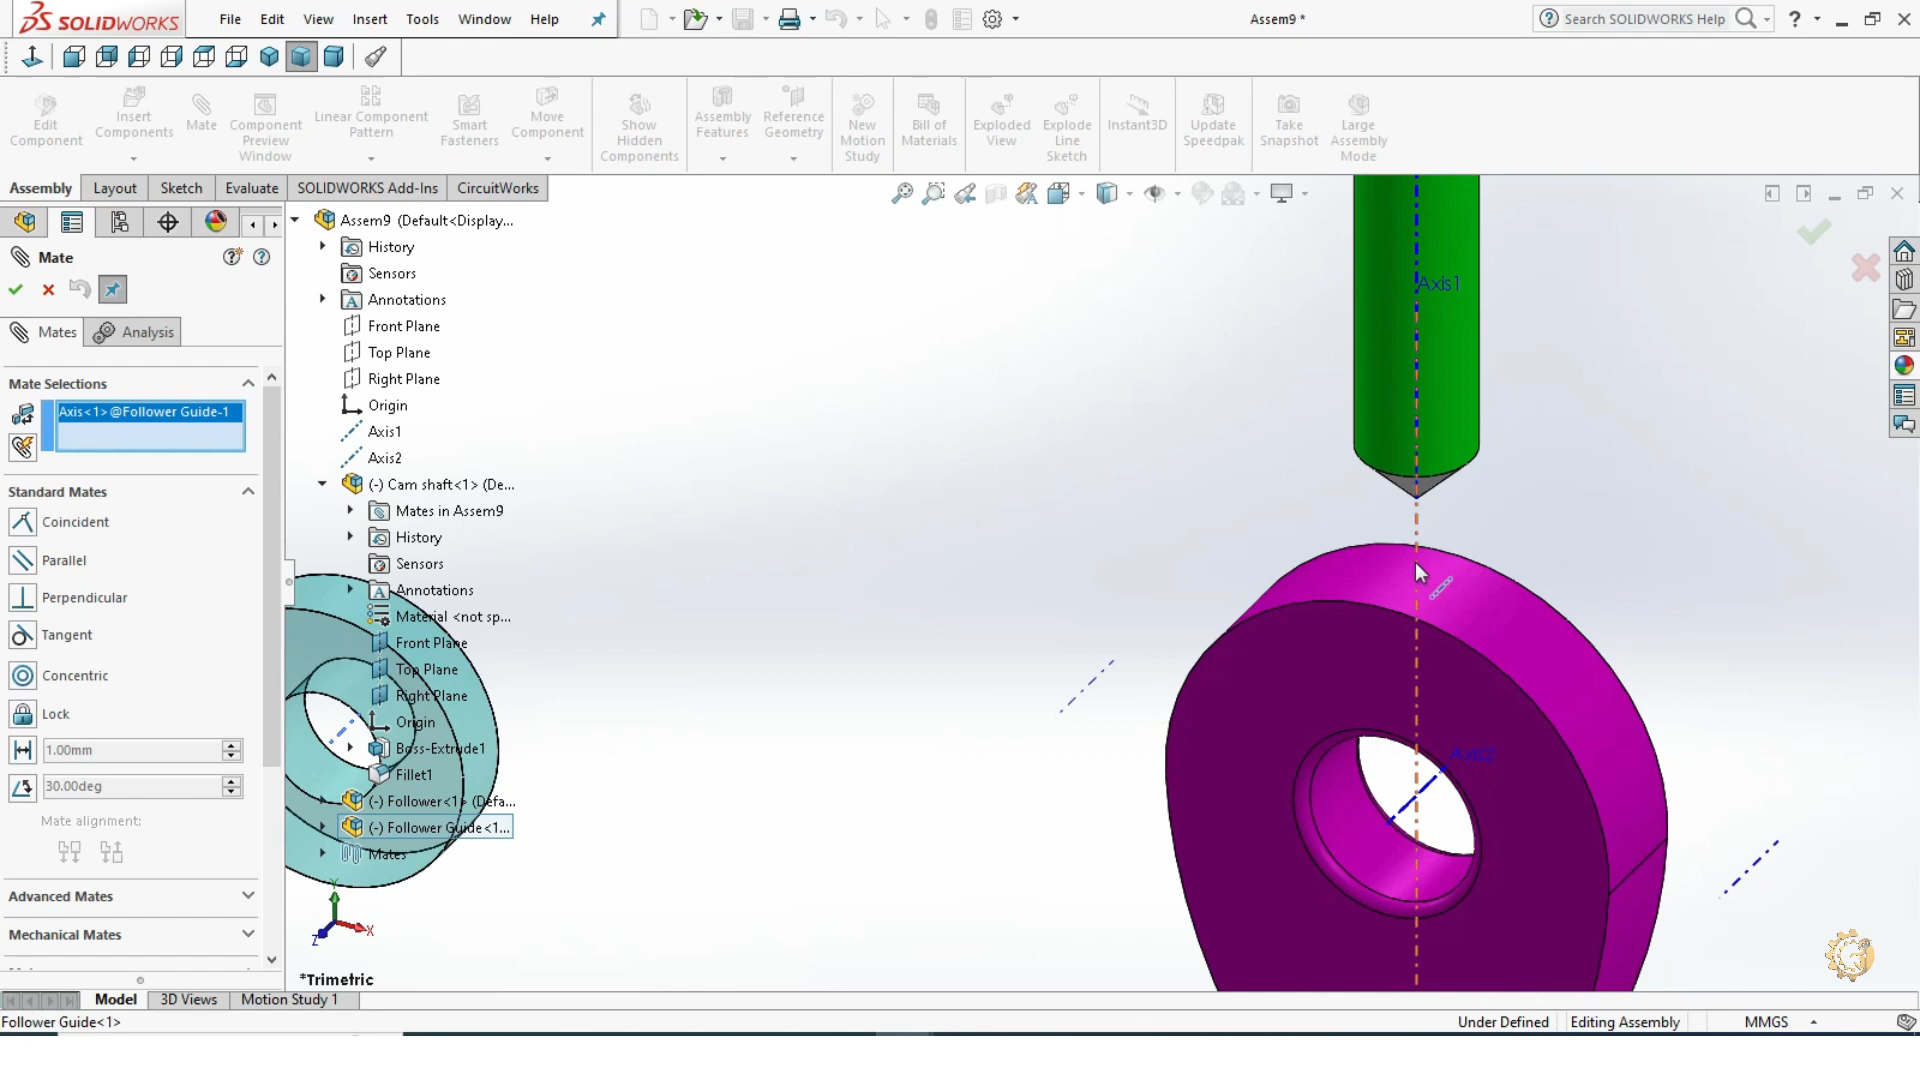 SOLIDWORKS File Edit View Insert Tools Window Help Assem9 * Search SOLIDWORKS Help ?
Edit Component
Insert Components
Mate
Component Preview Window
Linear Component Pattern
Smart Fasteners
Move Component
Show Hidden Components
Assembly Features
Reference Geometry
New Motion Study
Bill of Materials
Exploded View
Explode Line Sketch
Instant3D
Update Speedpak
Take Snapshot
Large Assembly Mode
Assembly Layout Sketch Evaluate SOLIDWORKS Add-Ins CircuitWorks
Mate
Mates Analysis
Mate Selections
Axis<1>@Follower Guide-1
Standard Mates
Coincident
Parallel
Perpendicular
Tangent
Concentric
Lock
1.00mm
30.00deg
Mate alignment:
Advanced Mates
Mechanical Mates
Assem9 (Default<Display...
History
Sensors
Annotations
Front Plane
Top Plane
Right Plane
Origin
Axis1
Axis2
(-) Cam shaft<1> (De...
Mates in Assem9
History
Sensors
Annotations
Material <not sp...
Front Plane
Top Plane
Right Plane
Origin
Boss-Extrude1
Fillet1
(-) Follower<1> (Defa...
(-) Follower Guide<1...
Mates
Axis1
Axis2
Y
X
Z
*Trimetric
Model 3D Views Motion Study 1
Follower Guide<1> Under Defined Editing Assembly MMGS